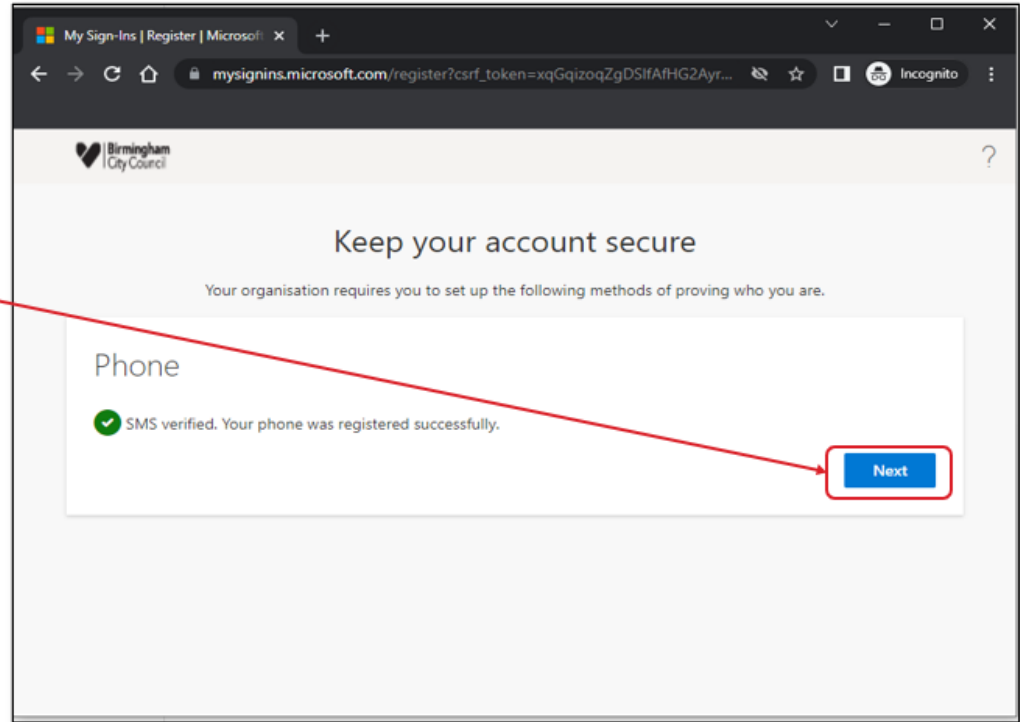 My Sign-Ins | Register | Microsoft
mysignins.microsoft.com/register?csrf_token=xqGqizoqZgDSIfAfHG2Ayr...
Incognito
Birmingham
City Council
?
Keep your account secure
Your organisation requires you to set up the following methods of proving who you are.
Phone
SMS verified. Your phone was registered successfully.
Next